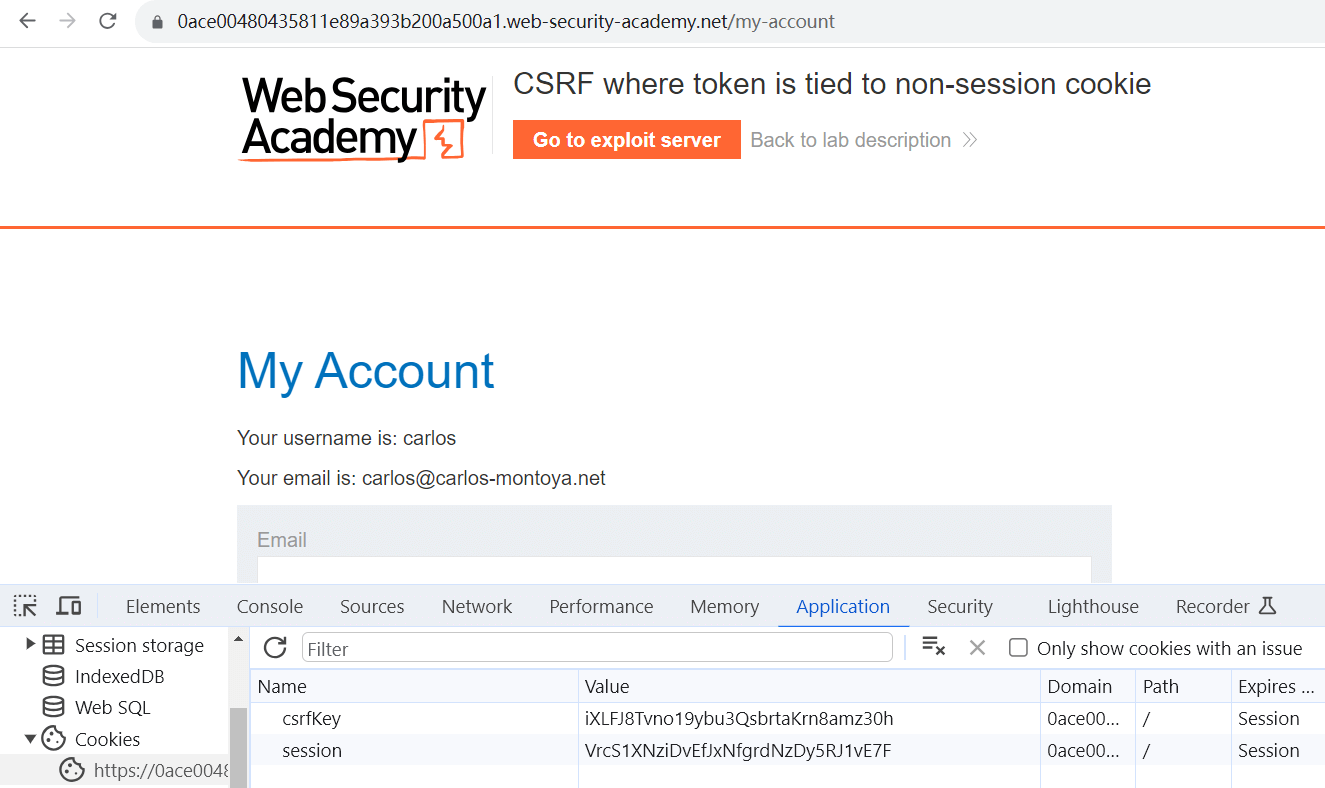 0ace00480435811e89a393b200a500a1.web-security-academy.net/my-account
Web Security
Academy
CSRF where token is tied to non-session cookie
Go to exploit server
Back to lab description
My Account
Your username is: carlos
Your email is: carlos@carlos-montoya.net
Email
Elements Console Sources Network Performance Memory Application Security Lighthouse Recorder
Session storage
IndexedDB
Web SQL
Cookies
https://0ace0048
Filter
Only show cookies with an issue
Name Value Domain Path Expires ...
csrfKey iXLFJ8Tvno19ybu3QsbrtaKrn8amz30h 0ace00... / Session
session VrcS1XNziDvEfJxNfgrdNzDy5RJ1vE7F 0ace00... / Session